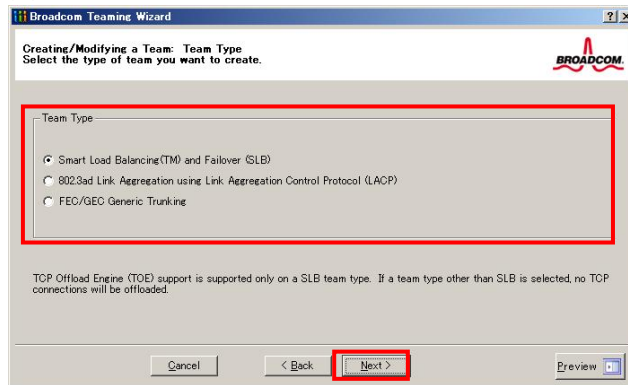 Broadcom Teaming Wizard
Creating/Modifying a Team: Team Type
Select the type of team you want to create.
BROADCOM.
Team Type
Smart Load Balancing(TM) and Failover (SLB)
802.3ad Link Aggregation using Link Aggregation Control Protocol (LACP)
FEC/GEC Generic Trunking
TCP Offload Engine (TOE) support is supported only on a SLB team type. If a team type other than SLB is selected, no TCP
connections will be offloaded.
Cancel < Back Next > Preview